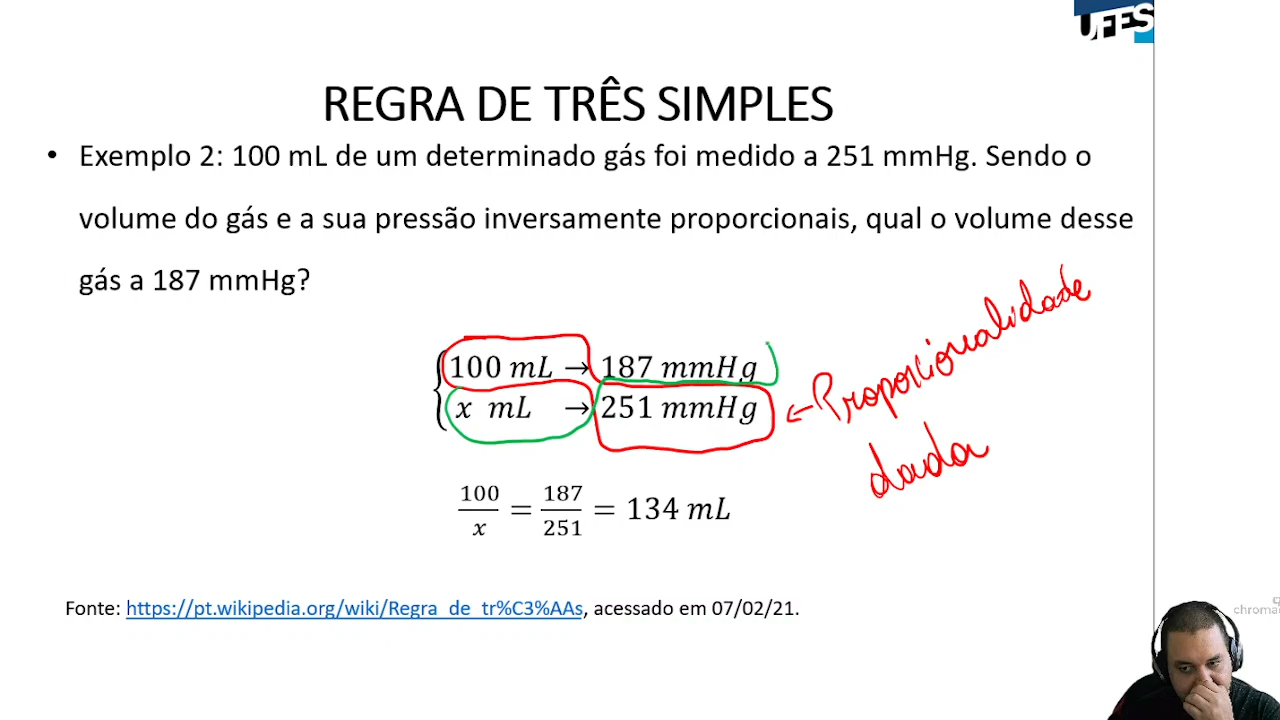 UFES
REGRA DE TRÊS SIMPLES
• Exemplo 2: 100 mL de um determinado gás foi medido a 251 mmHg. Sendo o
volume do gás e a sua pressão inversamente proporcionais, qual o volume desse
gás a 187 mmHg?
100 mL → 187 mmHg
x mL → 251 mmHg
← Proporcionalidade
dada
100/x = 187/251 = 134 mL
Fonte: https://pt.wikipedia.org/wiki/Regra_de_tr%C3%AAs, acessado em 07/02/21.